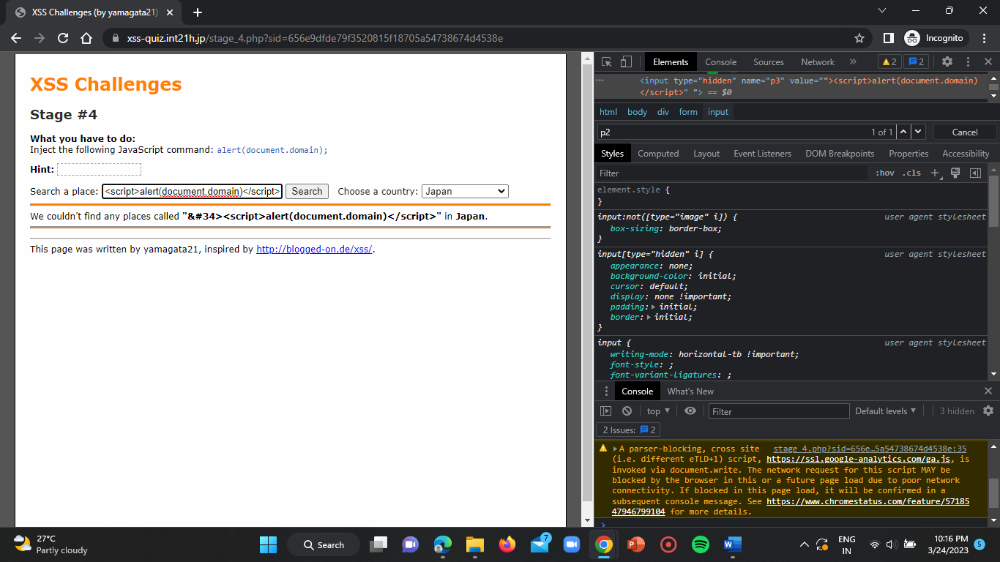 XSS Challenges (by yamagata21)
xss-quiz.int21h.jp/stage_4.php?sid=656e9dfde79f3520815f18705a54738674d4538e
Incognito
XSS Challenges
Stage #4
What you have to do:
Inject the following JavaScript command: alert(document.domain);
Hint:
Search a place: <script>alert(document.domain)</script> Search Choose a country: Japan
We couldn't find any places called "&#34><script>alert(document.domain)</script>" in Japan.
This page was written by yamagata21, inspired by http://blogged-on.de/xss/.
Elements Console Sources Network » 2 2
<input type="hidden" name="p3" value=""><script>alert(document.domain)
</script>" "> == $0
html body div form input
p2 1 of 1 Cancel
Styles Computed Layout Event Listeners DOM Breakpoints Properties Accessibility
Filter :hov .cls
element.style {
}
input:not([type="image" i]) { user agent stylesheet
box-sizing: border-box;
}
input[type="hidden" i] { user agent stylesheet
appearance: none;
background-color: initial;
cursor: default;
display: none !important;
padding: initial;
border: initial;
}
input { user agent stylesheet
writing-mode: horizontal-tb !important;
font-style: ;
font-variant-ligatures: ;
Console What's New
top Filter Default levels 3 hidden
2 Issues: 2
A parser-blocking, cross site stage_4.php?sid=656e…5a54738674d4538e:35
(i.e. different eTLD+1) script, https://ssl.google-analytics.com/ga.js, is
invoked via document.write. The network request for this script MAY be
blocked by the browser in this or a future page load due to poor network
connectivity. If blocked in this page load, it will be confirmed in a
subsequent console message. See https://www.chromestatus.com/feature/57185
47946799104 for more details.
27°C
Partly cloudy
Search
7
ENG
IN
10:16 PM
3/24/2023
5